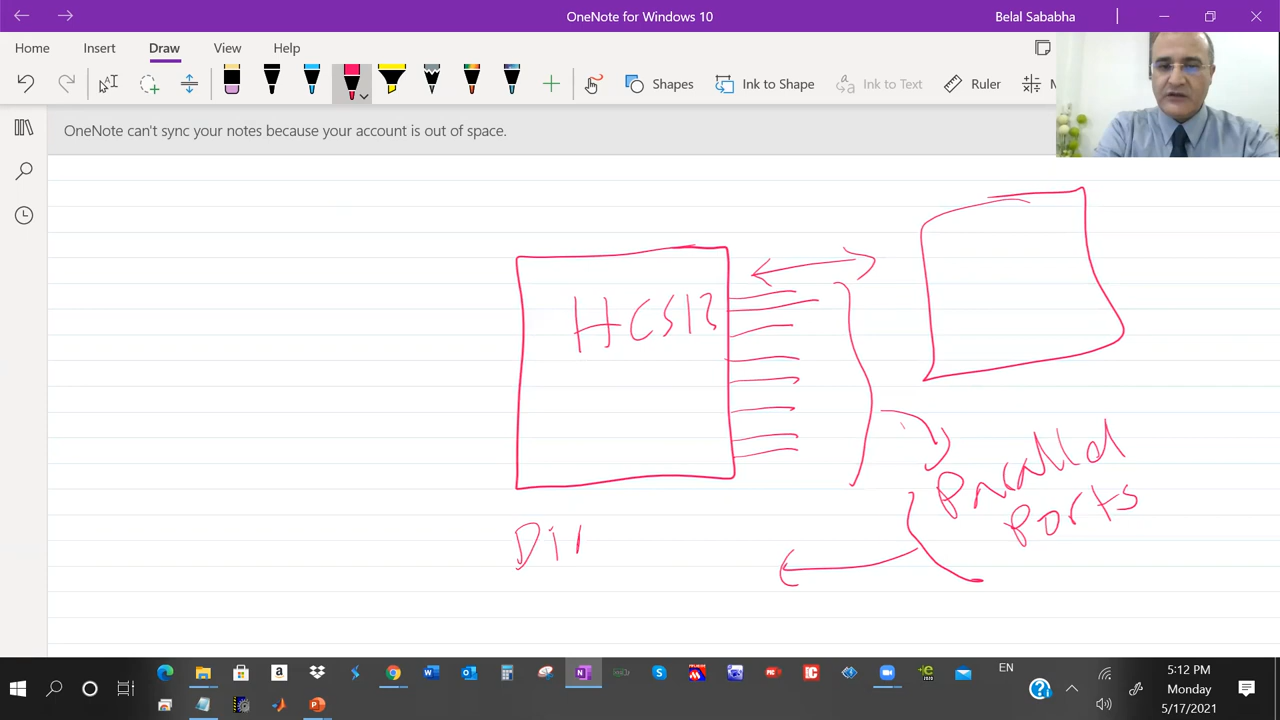 OneNote for Windows 10
Belal Sababha
Home Insert Draw View Help
Shapes Ink to Shape Ink to Text Ruler M
OneNote can't sync your notes because your account is out of space.
HCS12
Parallel
Ports
Dir
EN
5:12 PM
Monday
5/17/2021